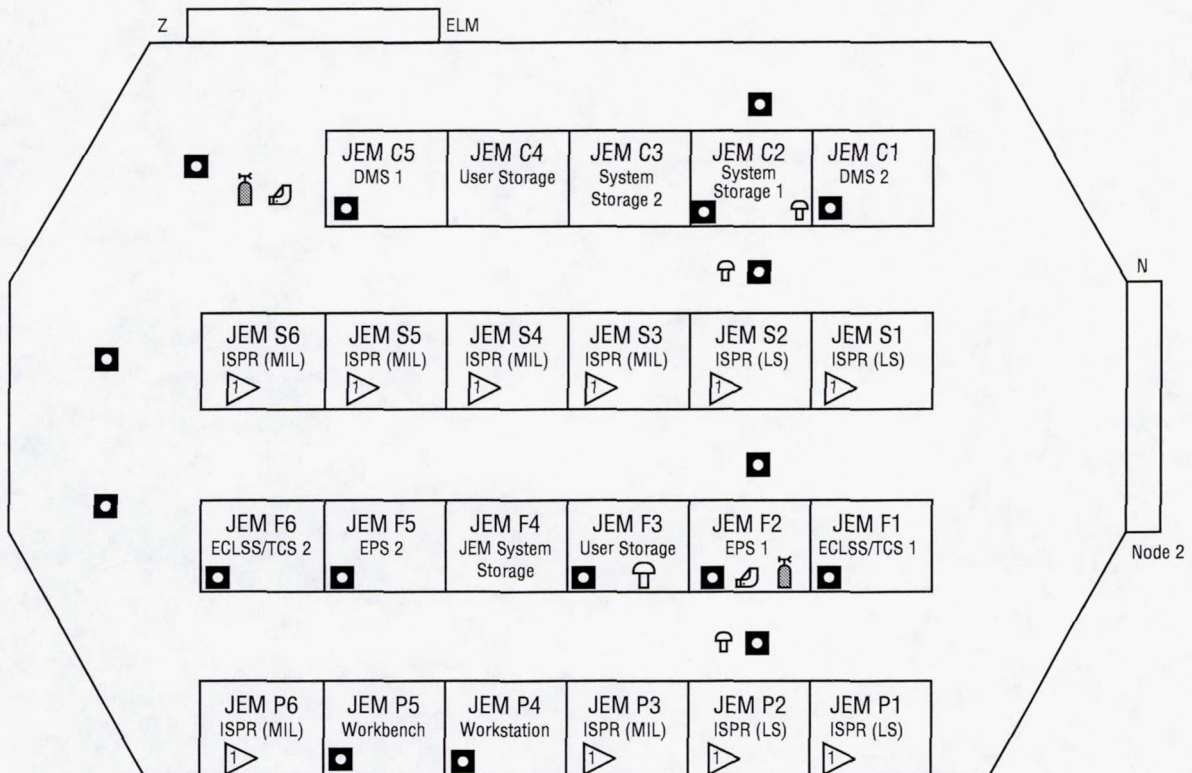 Z
ELM
JEM C5
DMS 1
JEM C4
User Storage
JEM C3
System
Storage 2
JEM C2
System
Storage 1
JEM C1
DMS 2
N
JEM S6
ISPR (MIL)
1
JEM S5
ISPR (MIL)
1
JEM S4
ISPR (MIL)
1
JEM S3
ISPR (MIL)
1
JEM S2
ISPR (LS)
1
JEM S1
ISPR (LS)
1
JEM F6
ECLSS/TCS 2
JEM F5
EPS 2
JEM F4
JEM System
Storage
JEM F3
User Storage
JEM F2
EPS 1
JEM F1
ECLSS/TCS 1
Node 2
JEM P6
ISPR (MIL)
1
JEM P5
Workbench
JEM P4
Workstation
JEM P3
ISPR (MIL)
1
JEM P2
ISPR (LS)
1
JEM P1
ISPR (LS)
1